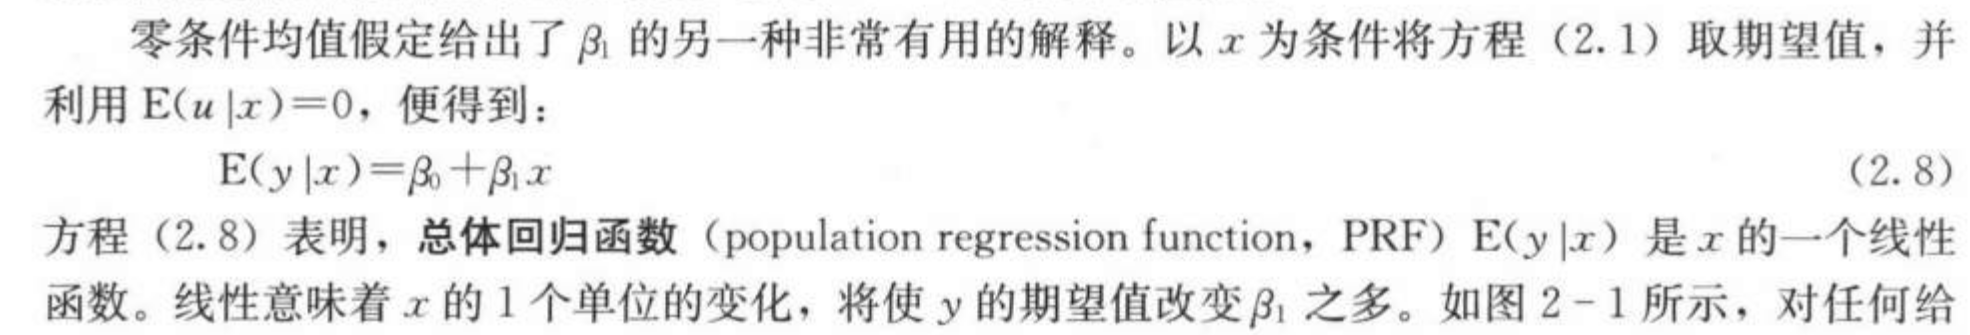 零条件均值假定给出了 β₁ 的另一种非常有用的解释。以 x 为条件将方程（2.1）取期望值，并
利用 E(u|x)=0，便得到：
E(y|x)=β₀+β₁x （2.8）
方程（2.8）表明，总体回归函数（population regression function，PRF）E(y|x) 是 x 的一个线性
函数。线性意味着 x 的 1 个单位的变化，将使 y 的期望值改变 β₁ 之多。如图 2-1 所示，对任何给